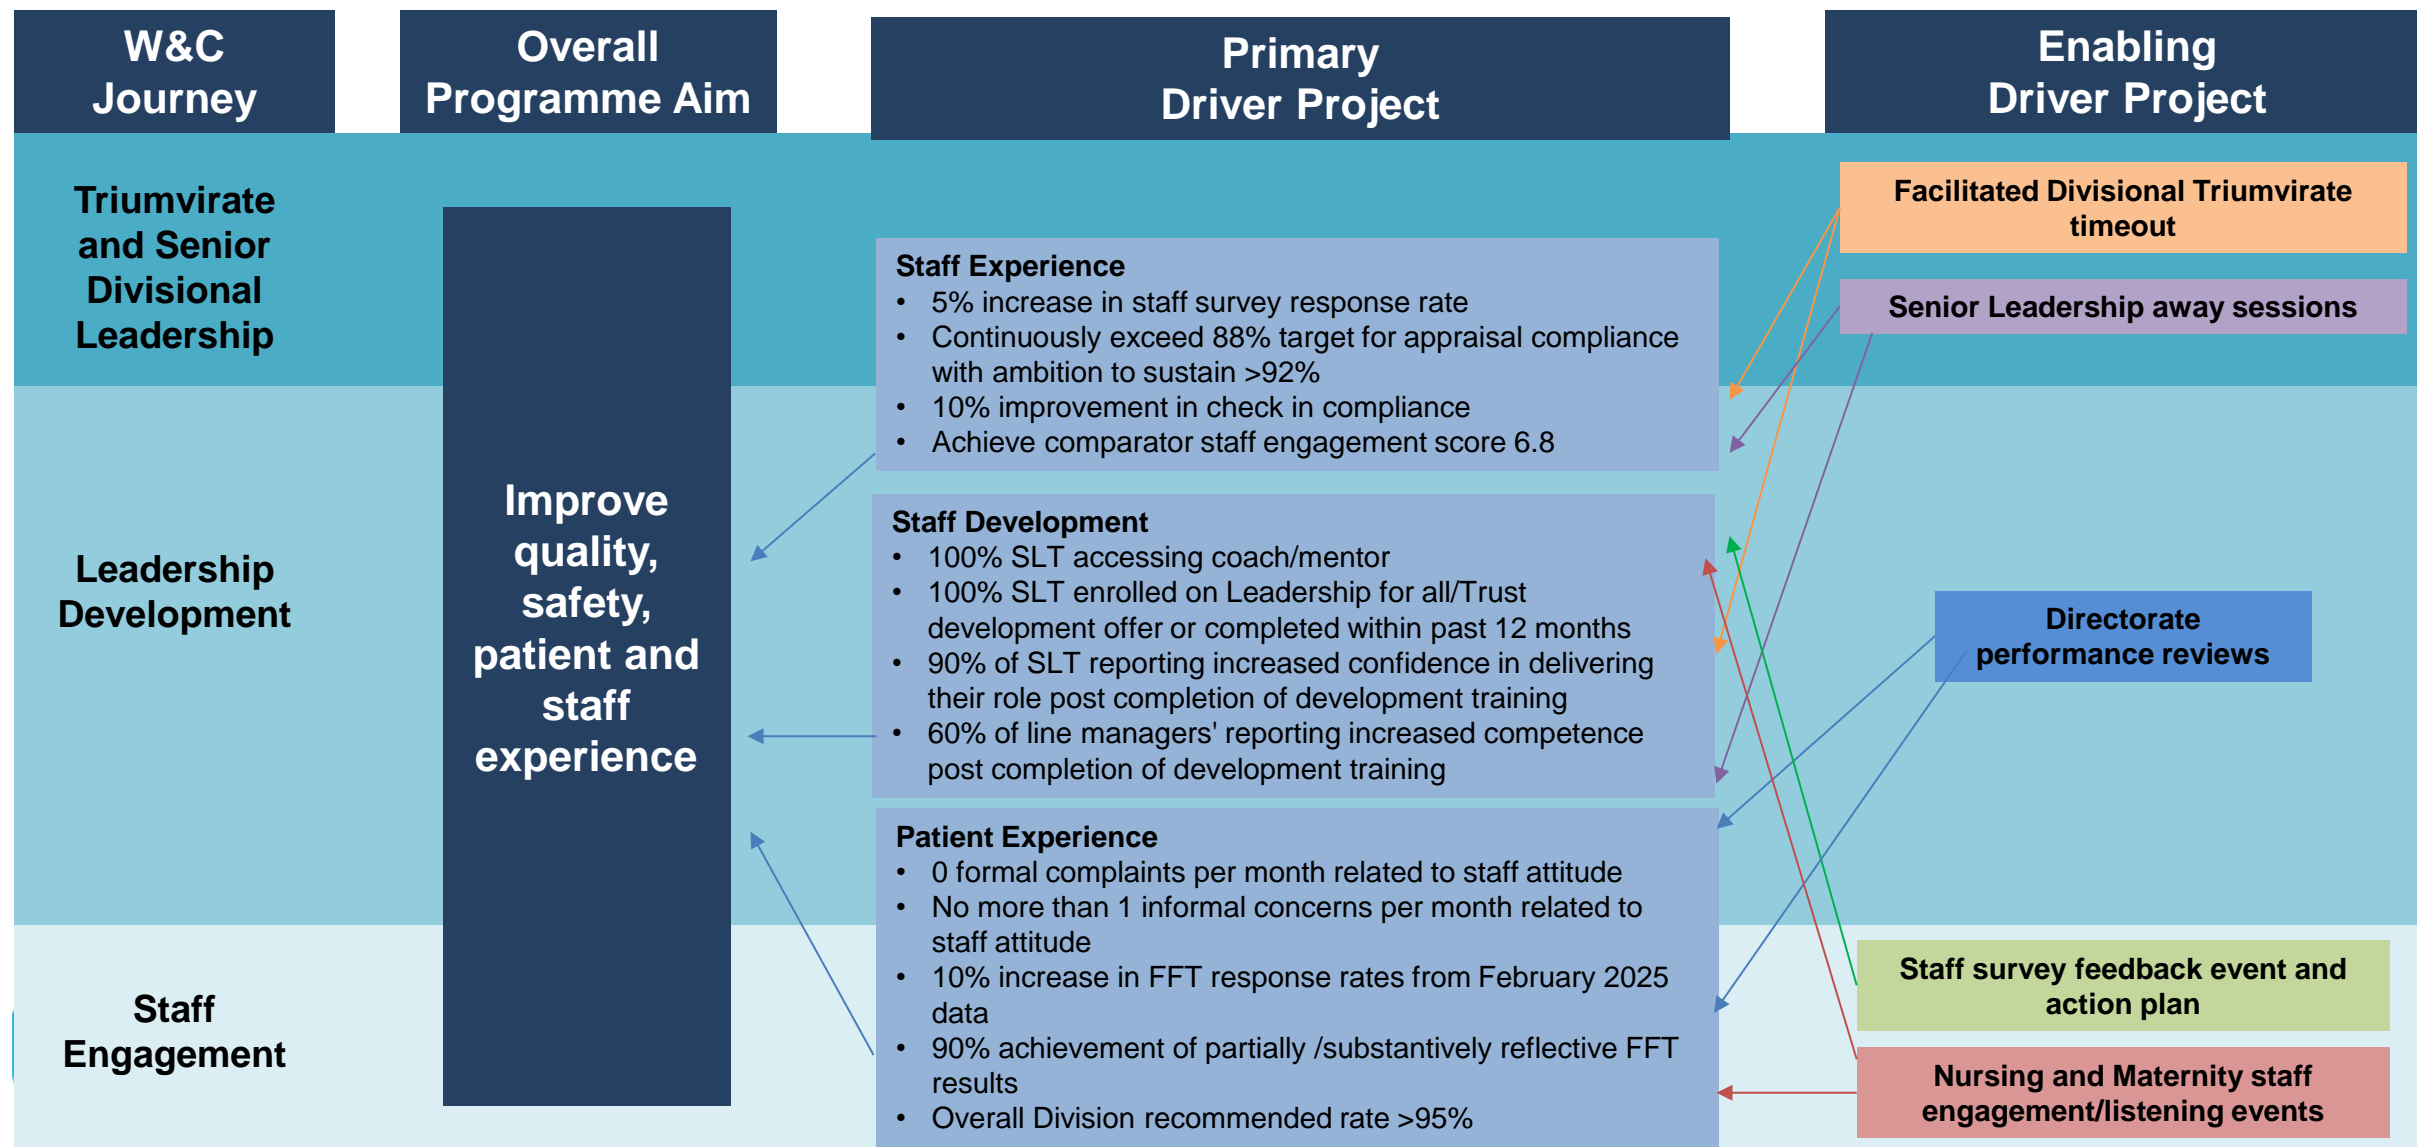 W&C
Journey
Overall
Programme Aim
Primary
Driver Project
Enabling
Driver Project
Triumvirate
and Senior
Divisional
Leadership
Leadership
Development
Staff
Engagement
Improve
quality,
safety,
patient and
staff
experience
Staff Experience
• 5% increase in staff survey response rate
• Continuously exceed 88% target for appraisal compliance
with ambition to sustain >92%
• 10% improvement in check in compliance
• Achieve comparator staff engagement score 6.8
Staff Development
• 100% SLT accessing coach/mentor
• 100% SLT enrolled on Leadership for all/Trust
development offer or completed within past 12 months
• 90% of SLT reporting increased confidence in delivering
their role post completion of development training
• 60% of line managers' reporting increased competence
post completion of development training
Patient Experience
• 0 formal complaints per month related to staff attitude
• No more than 1 informal concerns per month related to
staff attitude
• 10% increase in FFT response rates from February 2025
data
• 90% achievement of partially /substantively reflective FFT
results
• Overall Division recommended rate >95%
Facilitated Divisional Triumvirate
timeout
Senior Leadership away sessions
Directorate
performance reviews
Staff survey feedback event and
action plan
Nursing and Maternity staff
engagement/listening events